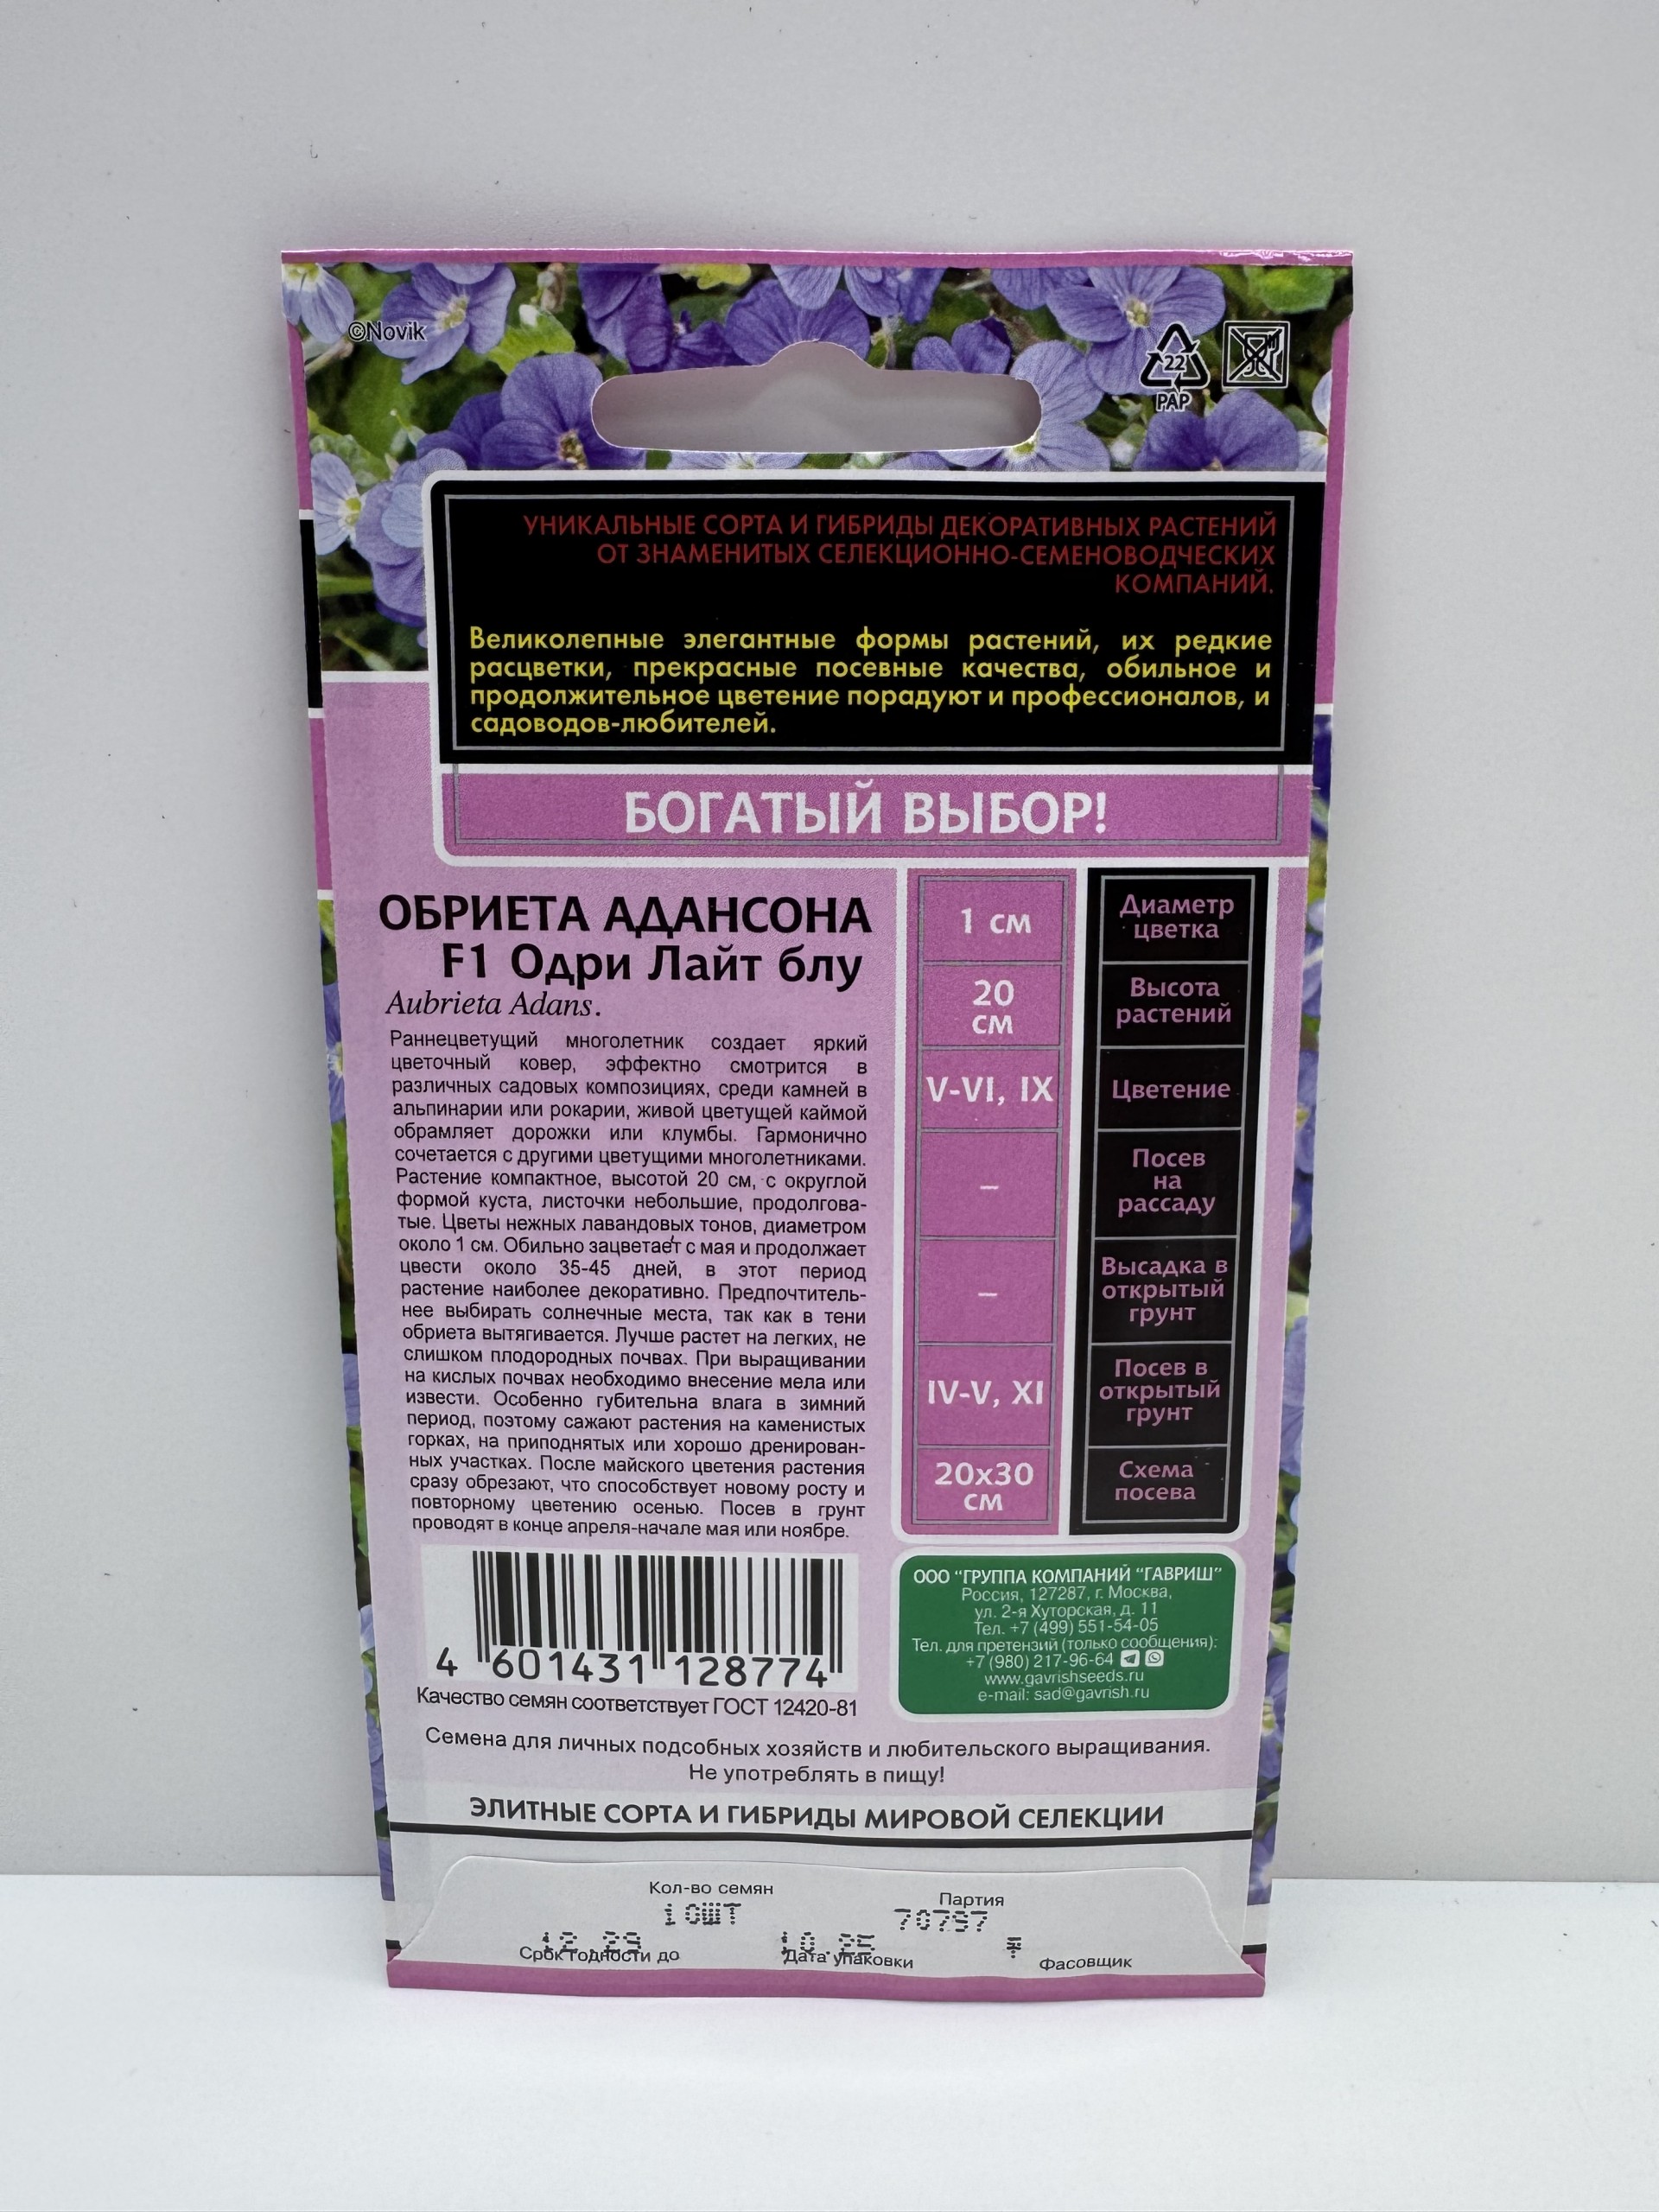 ©Novik
22
PAP
УНИКАЛЬНЫЕ СОРТА И ГИБРИДЫ ДЕКОРАТИВНЫХ РАСТЕНИЙ
ОТ ЗНАМЕНИТЫХ СЕЛЕКЦИОННО-СЕМЕНОВОДЧЕСКИХ
КОМПАНИЙ.
Великолепные элегантные формы растений, их редкие
расцветки, прекрасные посевные качества, обильное и
продолжительное цветение порадуют и профессионалов, и
садоводов-любителей.
БОГАТЫЙ ВЫБОР!
ОБРИЕТА АДАНСОНА
F1 Одри Лайт блу
Aubrieta Adans.
Раннецветущий многолетник создает яркий
цветочный ковер, эффектно смотрится в
различных садовых композициях, среди камней в
альпинарии или рокарии, живой цветущей каймой
обрамляет дорожки или клумбы. Гармонично
сочетается с другими цветущими многолетниками.
Растение компактное, высотой 20 см, с округлой
формой куста, листочки небольшие, продолгова-
тые. Цветы нежных лавандовых тонов, диаметром
около 1 см. Обильно зацветает с мая и продолжает
цвести около 35-45 дней, в этот период
растение наиболее декоративно. Предпочтитель-
нее выбирать солнечные места, так как в тени
обриета вытягивается. Лучше растет на легких, не
слишком плодородных почвах. При выращивании
на кислых почвах необходимо внесение мела или
извести. Особенно губительна влага в зимний
период, поэтому сажают растения на каменистых
горках, на приподнятых или хорошо дренирован-
ных участках. После майского цветения растения
сразу обрезают, что способствует новому росту и
повторному цветению осенью. Посев в грунт
проводят в конце апреля-начале мая или ноябре.
1 см
Диаметр
цветка
20
см
Высота
растений
V-VI, IX
Цветение
–
Посев
на
рассаду
–
Высадка в
открытый
грунт
IV-V, XI
Посев в
открытый
грунт
20х30
см
Схема
посева
4 601431 128774
Качество семян соответствует ГОСТ 12420-81
ООО "ГРУППА КОМПАНИЙ "ГАВРИШ"
Россия, 127287, г. Москва,
ул. 2-я Хуторская, д. 11
Тел. +7 (499) 551-54-05
Тел. для претензий (только сообщения):
+7 (980) 217-96-64
www.gavrishseeds.ru
e-mail: sad@gavrish.ru
Семена для личных подсобных хозяйств и любительского выращивания.
Не употреблять в пищу!
ЭЛИТНЫЕ СОРТА И ГИБРИДЫ МИРОВОЙ СЕЛЕКЦИИ
Кол-во семян
10ШТ
Партия
70797
12.29
Срок годности до
10.25
Дата упаковки
Фасовщик